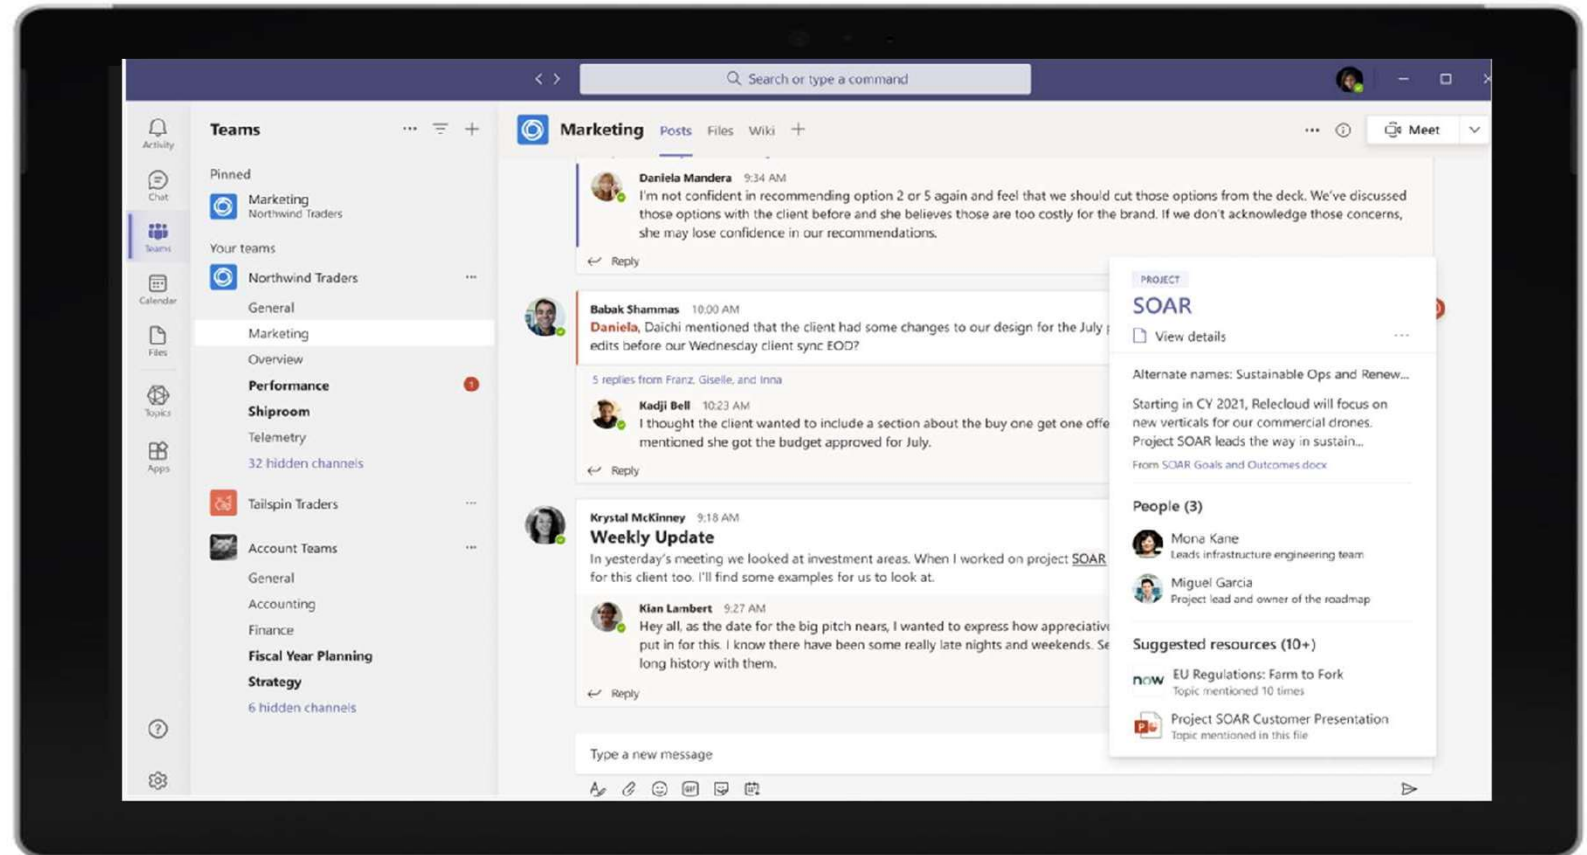 Search or type a command
Activity
Chat
Teams
Calendar
Files
Topics
Apps
Teams
Pinned
Marketing
Northwind Traders
Your teams
Northwind Traders
General
Marketing
Overview
Performance
1
Shiproom
Telemetry
32 hidden channels
Tailspin Traders
Account Teams
General
Accounting
Finance
Fiscal Year Planning
Strategy
6 hidden channels
Marketing Posts Files Wiki
Meet
Daniela Mandera 9:34 AM
I'm not confident in recommending option 2 or 5 again and feel that we should cut those options from the deck. We've discussed
those options with the client before and she believes those are too costly for the brand. If we don't acknowledge those concerns,
she may lose confidence in our recommendations.
Reply
Babak Shammas 10:00 AM
Daniela, Daichi mentioned that the client had some changes to our design for the July
edits before our Wednesday client sync EOD?
5 replies from Franz, Giselle, and Inna
Kadji Bell 10:23 AM
I thought the client wanted to include a section about the buy one get one offe
mentioned she got the budget approved for July.
Reply
Krystal McKinney 9:18 AM
Weekly Update
In yesterday's meeting we looked at investment areas. When I worked on project SOAR
for this client too. I'll find some examples for us to look at.
Kian Lambert 9:27 AM
Hey all, as the date for the big pitch nears, I wanted to express how appreciativ
put in for this. I know there have been some really late nights and weekends. Se
long history with them.
Reply
Type a new message
GIF
PROJECT
SOAR
View details
Alternate names: Sustainable Ops and Renew...
Starting in CY 2021, Relecloud will focus on
new verticals for our commercial drones.
Project SOAR leads the way in sustain...
From SOAR Goals and Outcomes.docx
People (3)
Mona Kane
Leads infrastructure engineering team
Miguel Garcia
Project lead and owner of the roadmap
Suggested resources (10+)
now
EU Regulations: Farm to Fork
Topic mentioned 10 times
Project SOAR Customer Presentation
Topic mentioned in this file